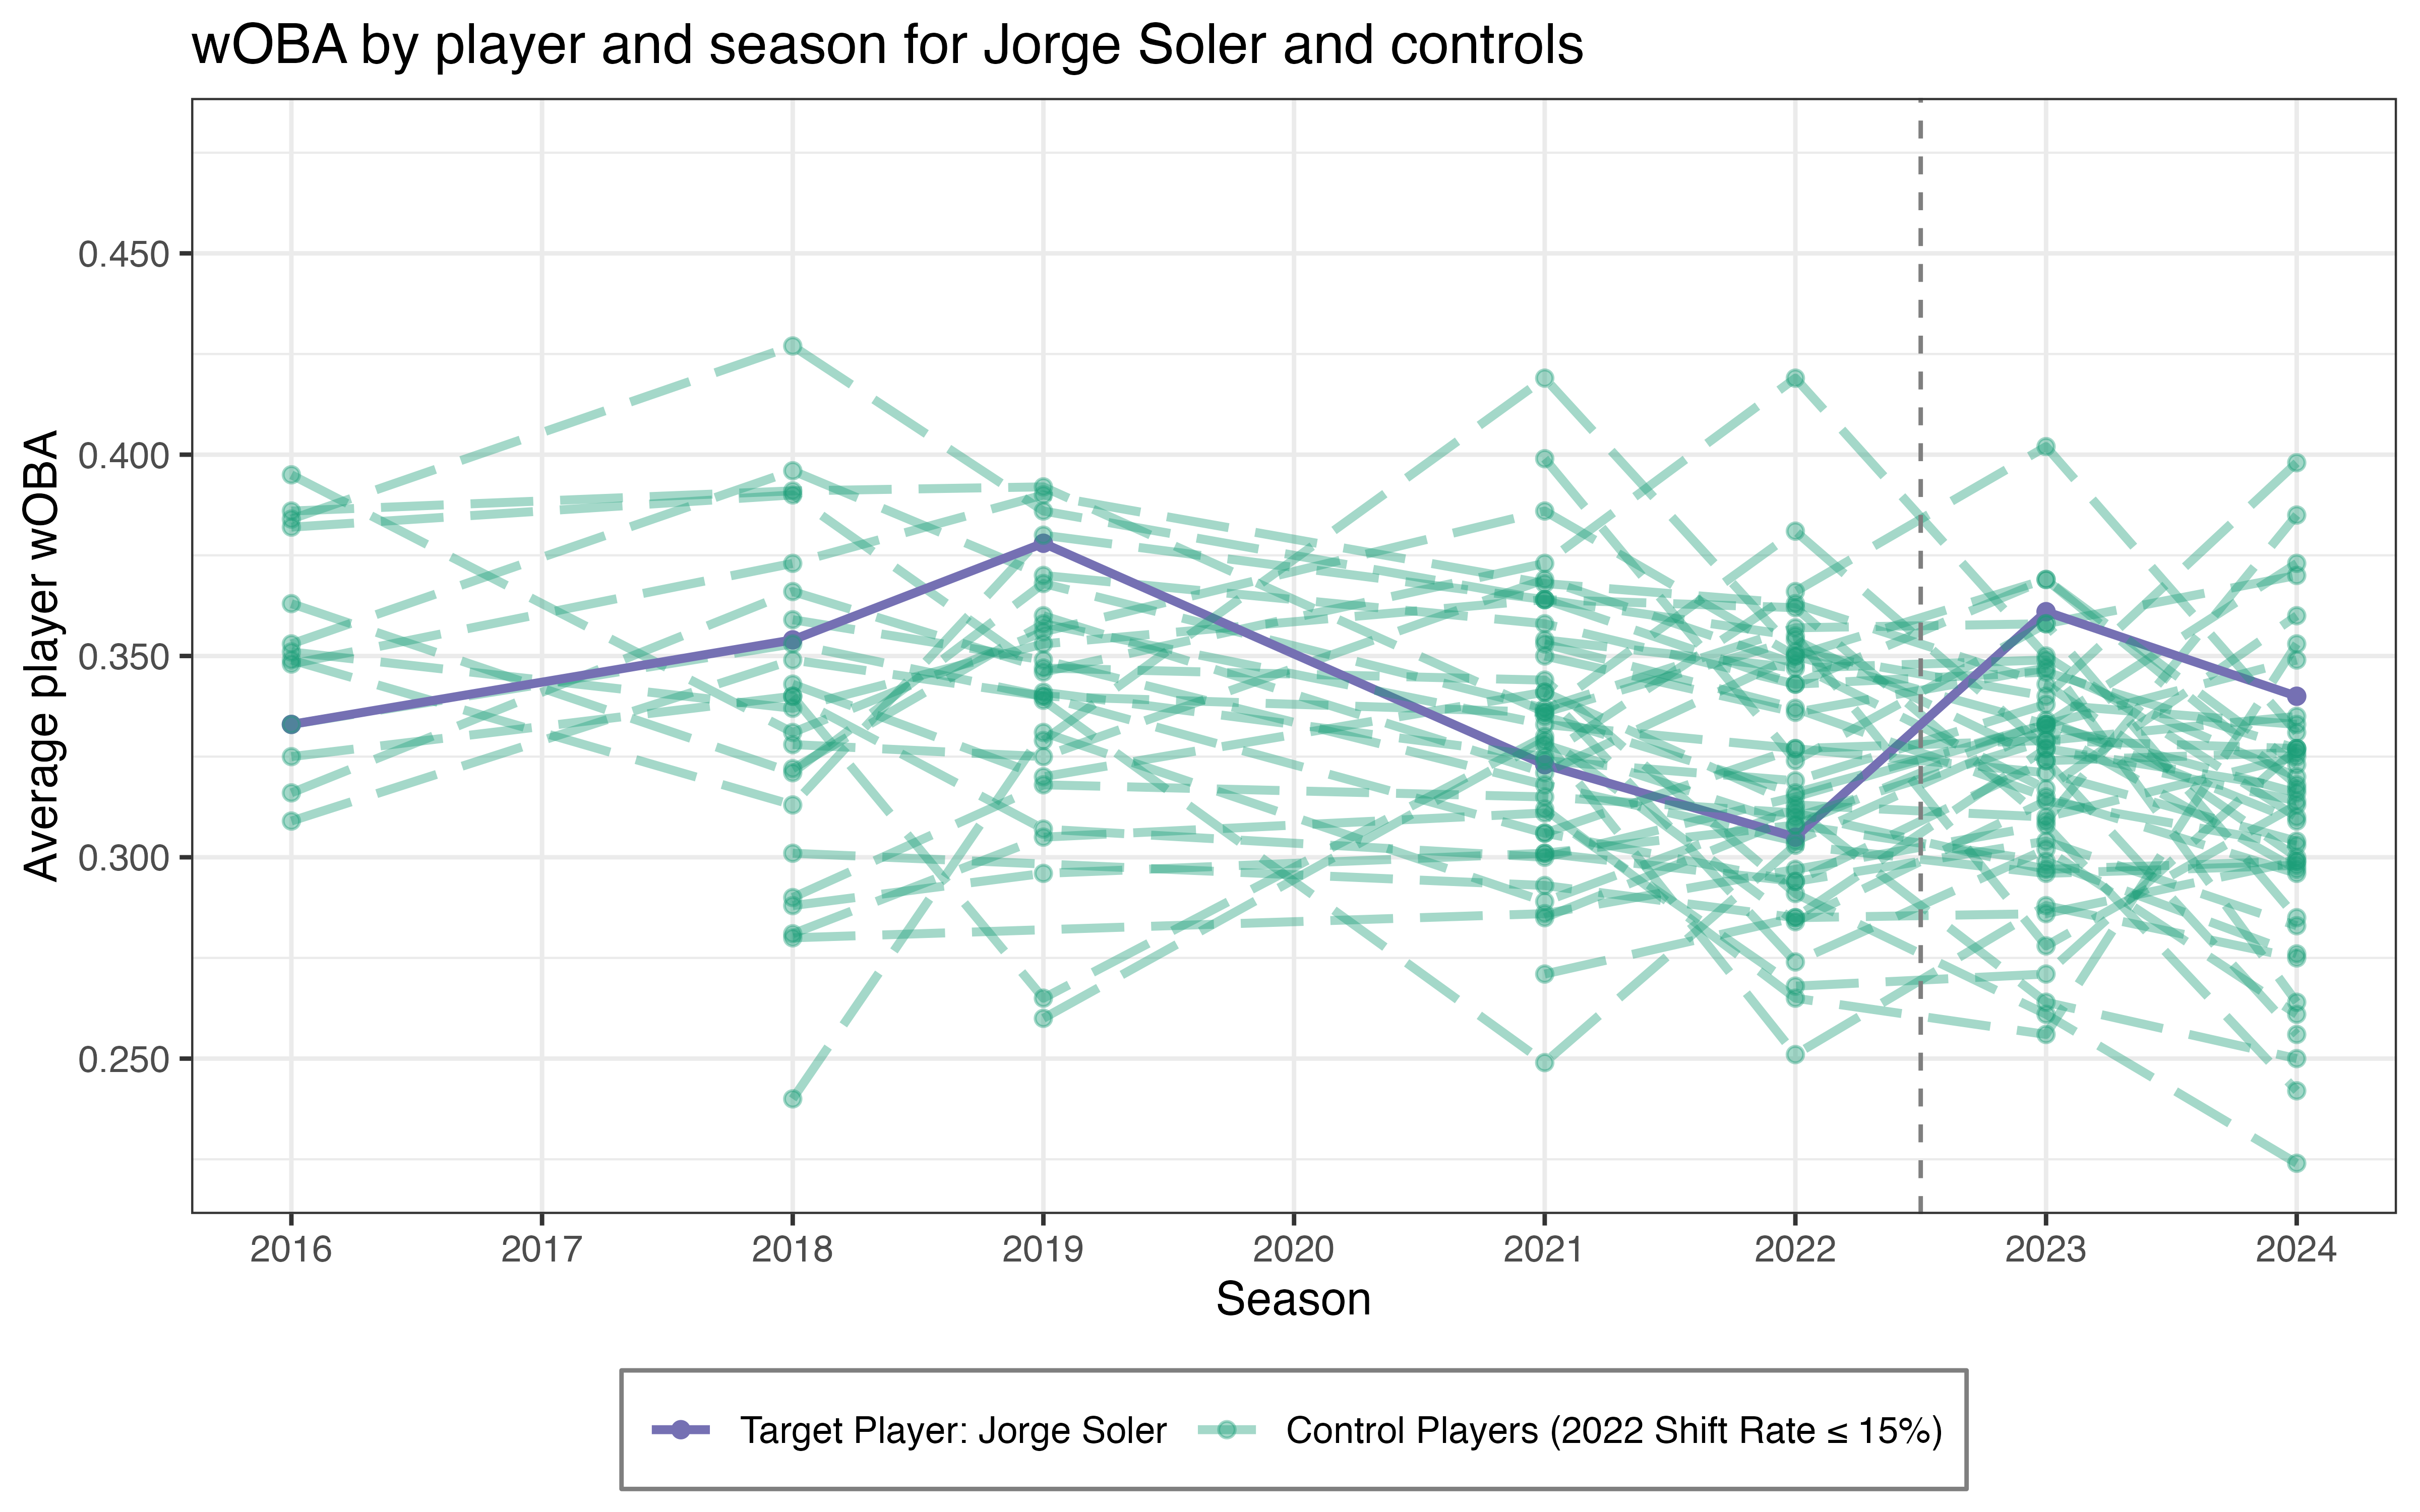 wOBA by player and season for Jorge Soler and controls
Average player wOBA
0.450
0.400
0.350
0.300
0.250
2016 2017 2018 2019 2020 2021 2022 2023 2024
Season
Target Player: Jorge Soler Control Players (2022 Shift Rate ≤ 15%)